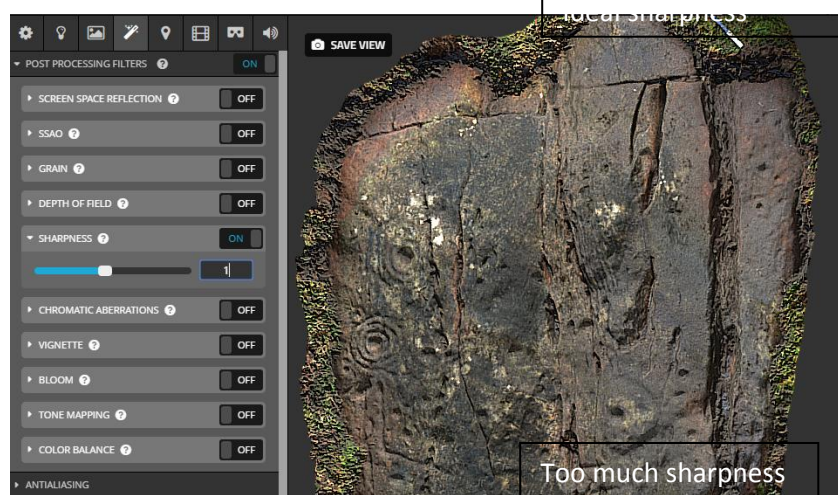 Ideal sharpness
SAVE VIEW
POST PROCESSING FILTERS ? ON
SCREEN SPACE REFLECTION ? OFF
SSAO ? OFF
GRAIN ? OFF
DEPTH OF FIELD ? OFF
SHARPNESS ? ON
1
CHROMATIC ABERRATIONS ? OFF
VIGNETTE ? OFF
BLOOM ? OFF
TONE MAPPING ? OFF
COLOR BALANCE ? OFF
ANTIALIASING
Too much sharpness